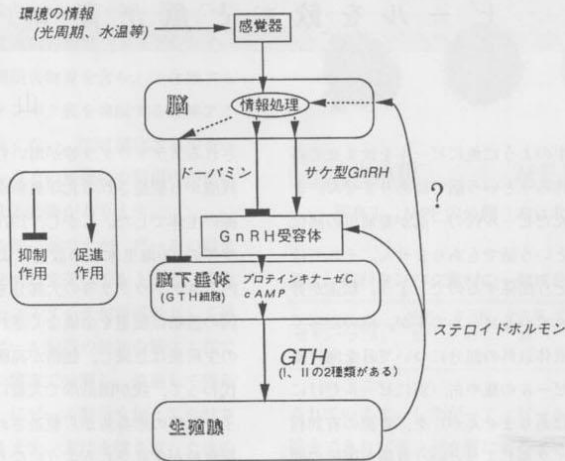 環境の情報
(光周期、水温等)
感覚器
脳
情報処理
ドーパミン
サケ型GnRH
?
抑制
作用
促進
作用
GnRH受容体
脳下垂体
(GTH細胞)
プロテインキナーゼC
cAMP
ステロイドホルモン
GTH
(I、IIの2種類がある)
生殖腺